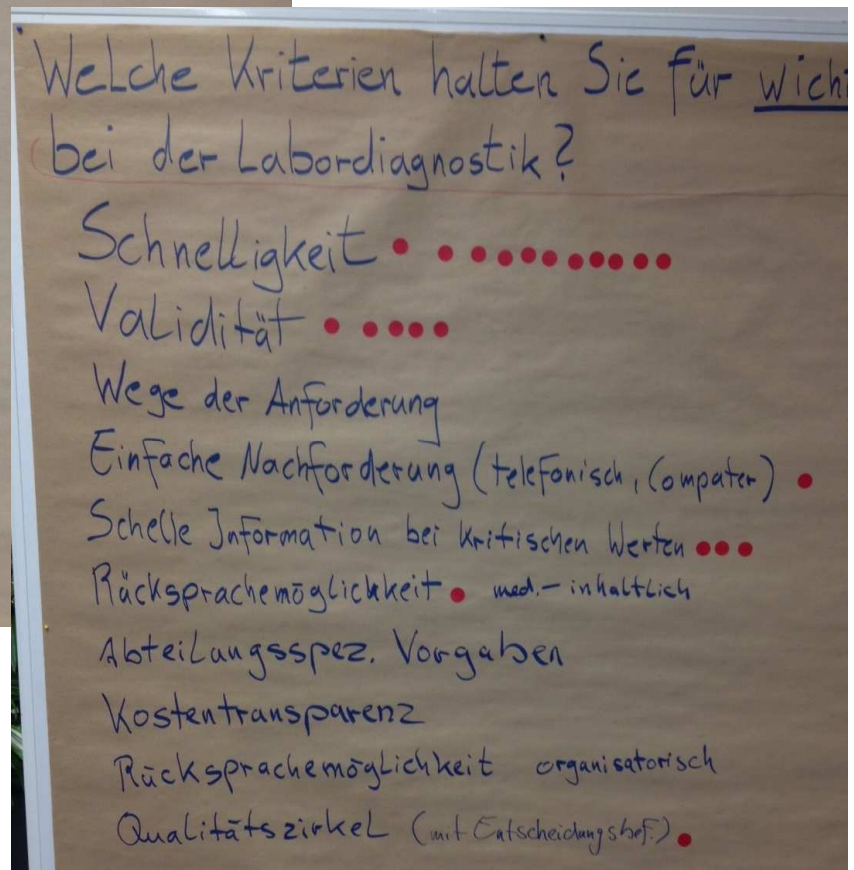 Welche Kriterien halten Sie für wichti
bei der Labordiagnostik?
Schnelligkeit
Validität
Wege der Anforderung
Einfache Nachforderung (telefonisch, Computer)
Schelle Information bei kritischen Werten
Rücksprachemöglichkeit med.- inhaltlich
Abteilungsspez. Vorgaben
Kostentransparenz
Rücksprachemöglichkeit organisatorisch
Qualitätszirkel (mit Entscheidungsbef.)